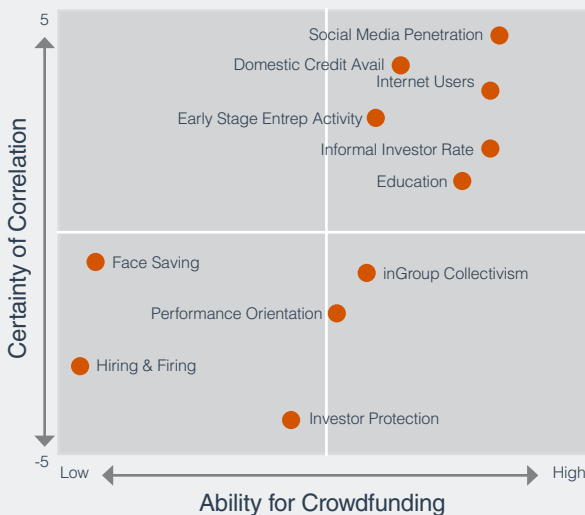 5
Social Media Penetration
Domestic Credit Avail
Internet Users
Early Stage Entrep Activity
Informal Investor Rate
Education
Certainty of Correlation
Face Saving
inGroup Collectivism
Performance Orientation
Hiring & Firing
Investor Protection
-5
Low
High
Ability for Crowdfunding